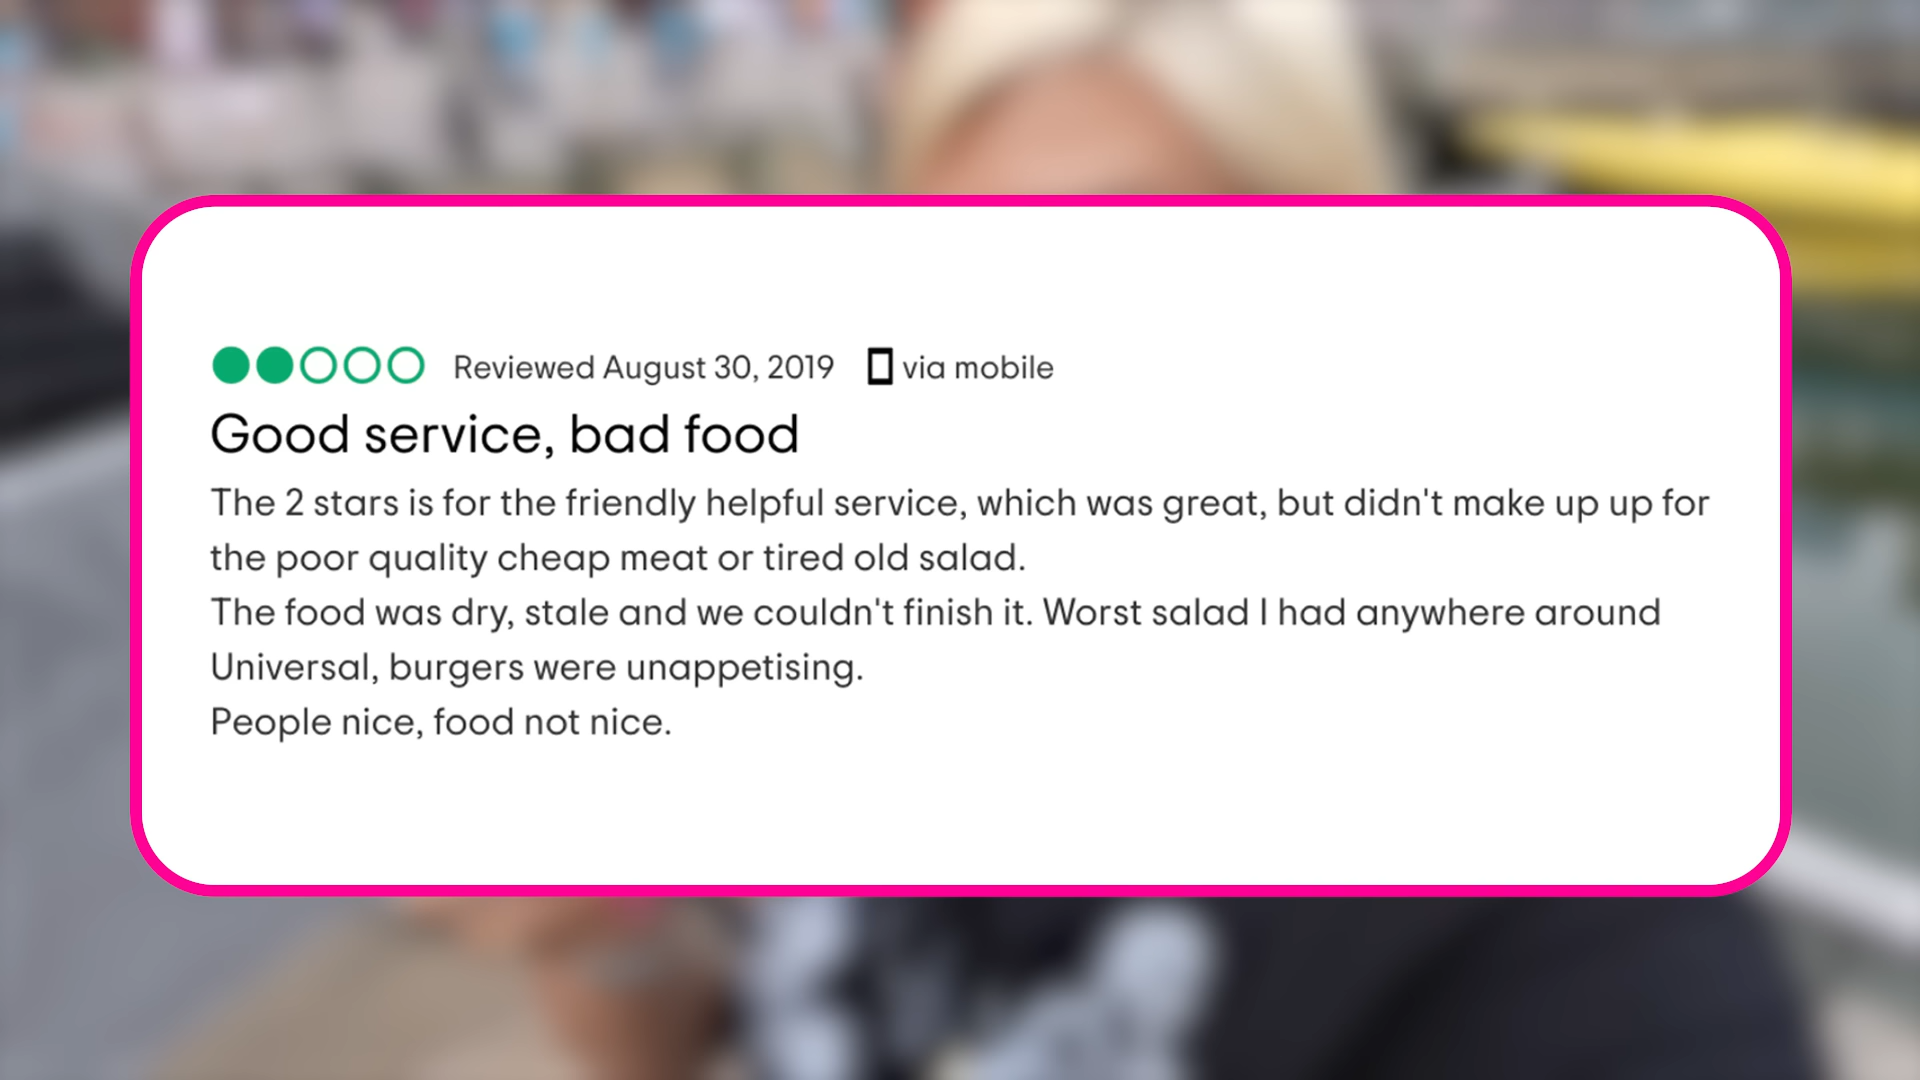 Reviewed August 30, 2019 via mobile
Good service, bad food
The 2 stars is for the friendly helpful service, which was great, but didn't make up up for
the poor quality cheap meat or tired old salad.
The food was dry, stale and we couldn't finish it. Worst salad I had anywhere around
Universal, burgers were unappetising.
People nice, food not nice.